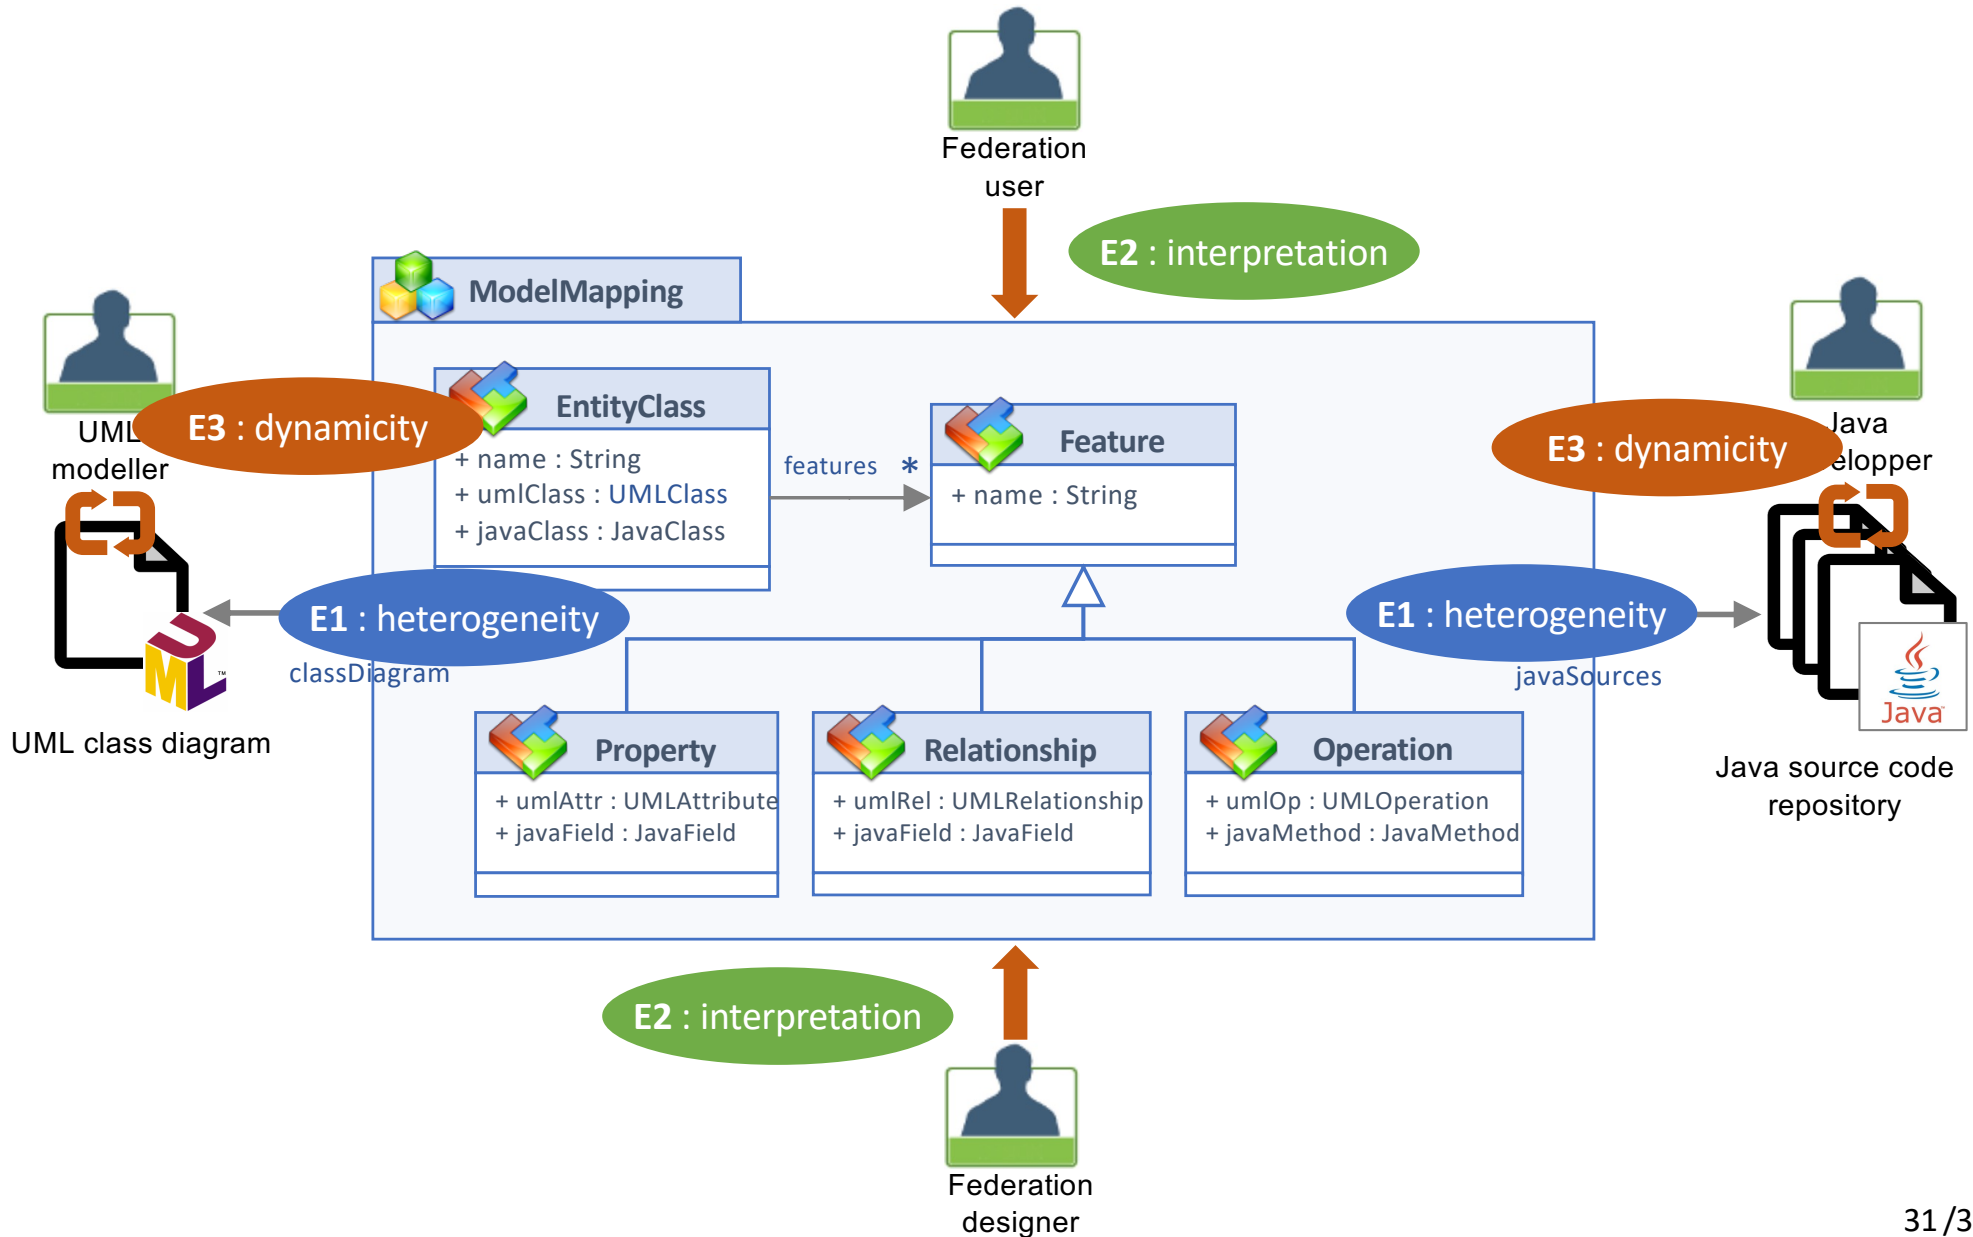 Federation
user
E2 : interpretation
ModelMapping
EntityClass
+ name : String
+ umlClass : UMLClass
+ javaClass : JavaClass
features *
Feature
+ name : String
UML
modeller
E3 : dynamicity
E3 : dynamicity
Java
elopper
E1 : heterogeneity
classDiagram
E1 : heterogeneity
javaSources
UML
™
UML class diagram
Java
Java source code
repository
Property
+ umlAttr : UMLAttribute
+ javaField : JavaField
Relationship
+ umlRel : UMLRelationship
+ javaField : JavaField
Operation
+ umlOp : UMLOperation
+ javaMethod : JavaMethod
E2 : interpretation
Federation
designer
31/3